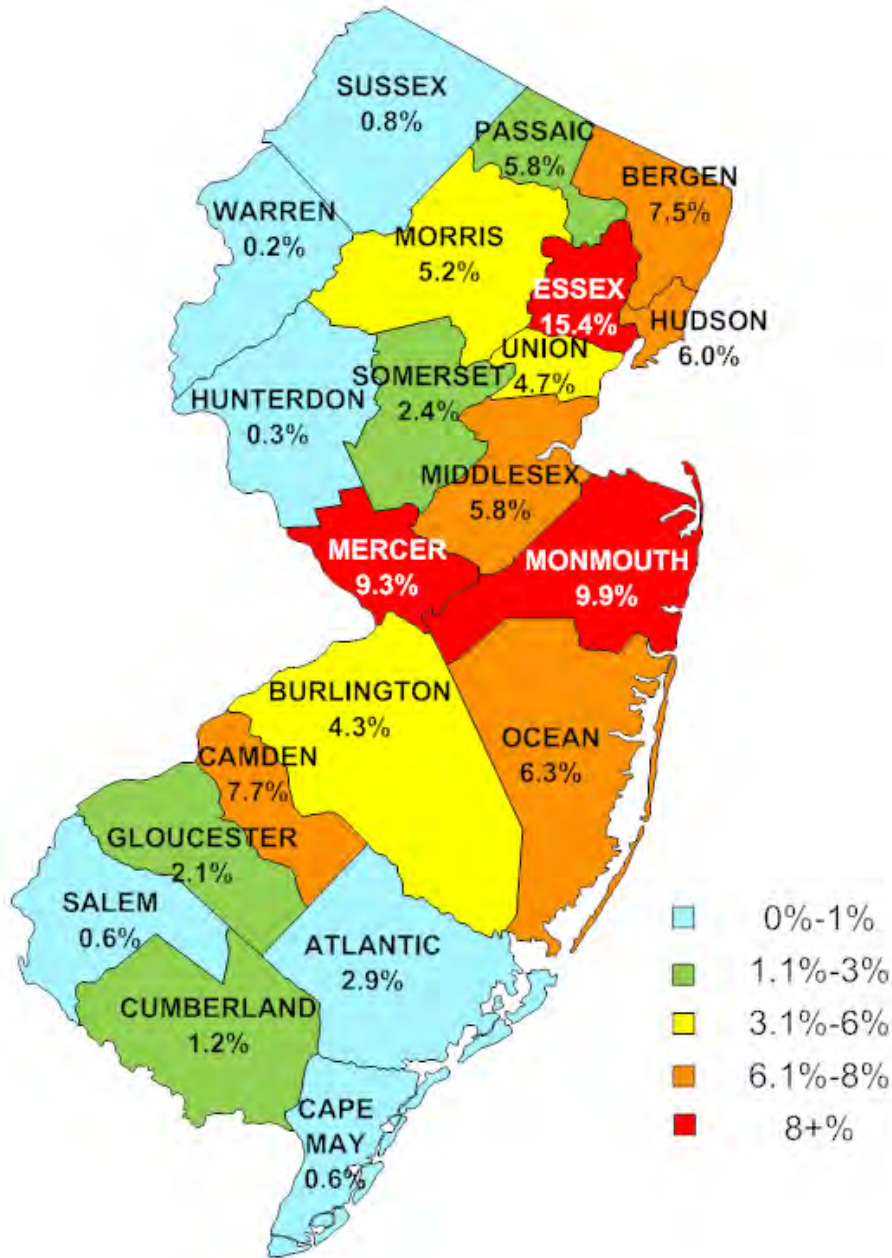 SUSSEX
0.8%
PASSAIC
5.8%
BERGEN
7.5%
WARREN
0.2%
MORRIS
5.2%
ESSEX
15.4%
HUDSON
6.0%
UNION
4.7%
SOMERSET
2.4%
HUNTERDON
0.3%
MIDDLESEX
5.8%
MERCER
9.3%
MONMOUTH
9.9%
BURLINGTON
4.3%
OCEAN
6.3%
CAMDEN
7.7%
GLOUCESTER
2.1%
SALEM
0.6%
ATLANTIC
2.9%
CUMBERLAND
1.2%
CAPE
MAY
0.6%
0%-1%
1.1%-3%
3.1%-6%
6.1%-8%
8+%